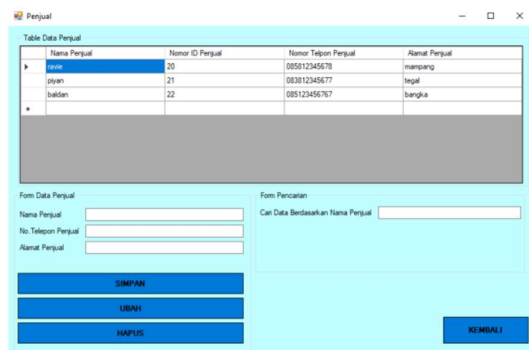 Penjual
Table Data Penjual
Nama Penjual Nomor ID Penjual Nomor Telpon Penjual Alamat Penjual
ravie 20 085812345678 mampang
piyan 21 083812345677 tegal
baldan 22 085123456767 bangka
Form Data Penjual
Nama Penjual
No.Telepon Penjual
Alamat Penjual
SIMPAN
UBAH
HAPUS
Form Pencarian
Cari Data Berdasarkan Nama Penjual
KEMBALI